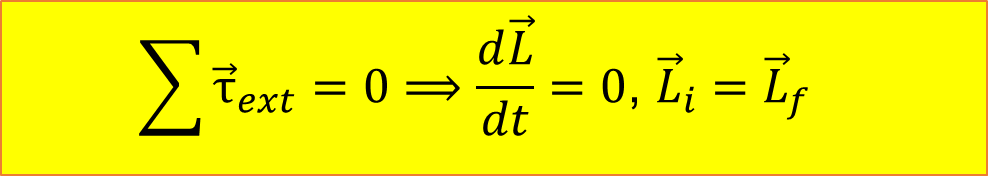 ∑ τ⃗ₑₓₜ = 0 ⟹ dL⃗/dt = 0, L⃗ᵢ = L⃗_f